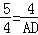 5/4 = 4/AD